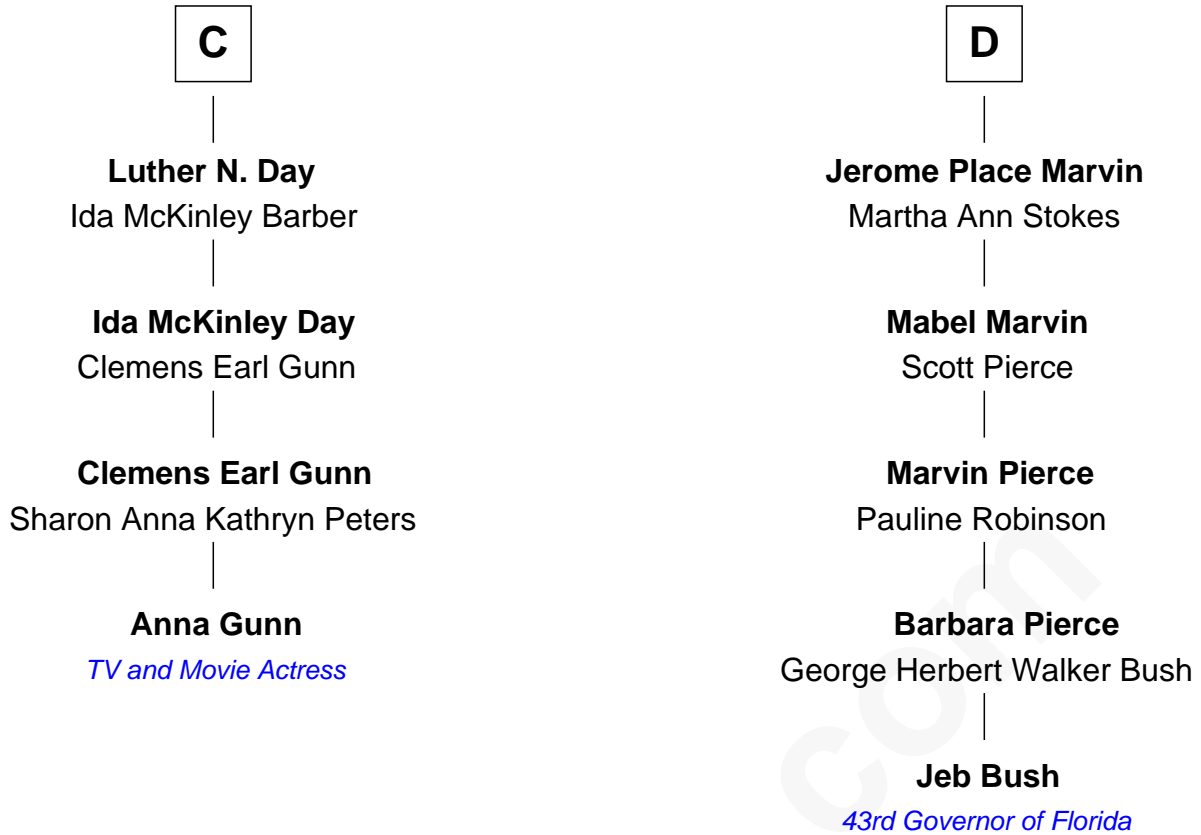 C
Luther N. Day
Ida McKinley Barber
Ida McKinley Day
Clemens Earl Gunn
Clemens Earl Gunn
Sharon Anna Kathryn Peters
Anna Gunn
TV and Movie Actress
D
Jerome Place Marvin
Martha Ann Stokes
Mabel Marvin
Scott Pierce
Marvin Pierce
Pauline Robinson
Barbara Pierce
George Herbert Walker Bush
Jeb Bush
43rd Governor of Florida
com